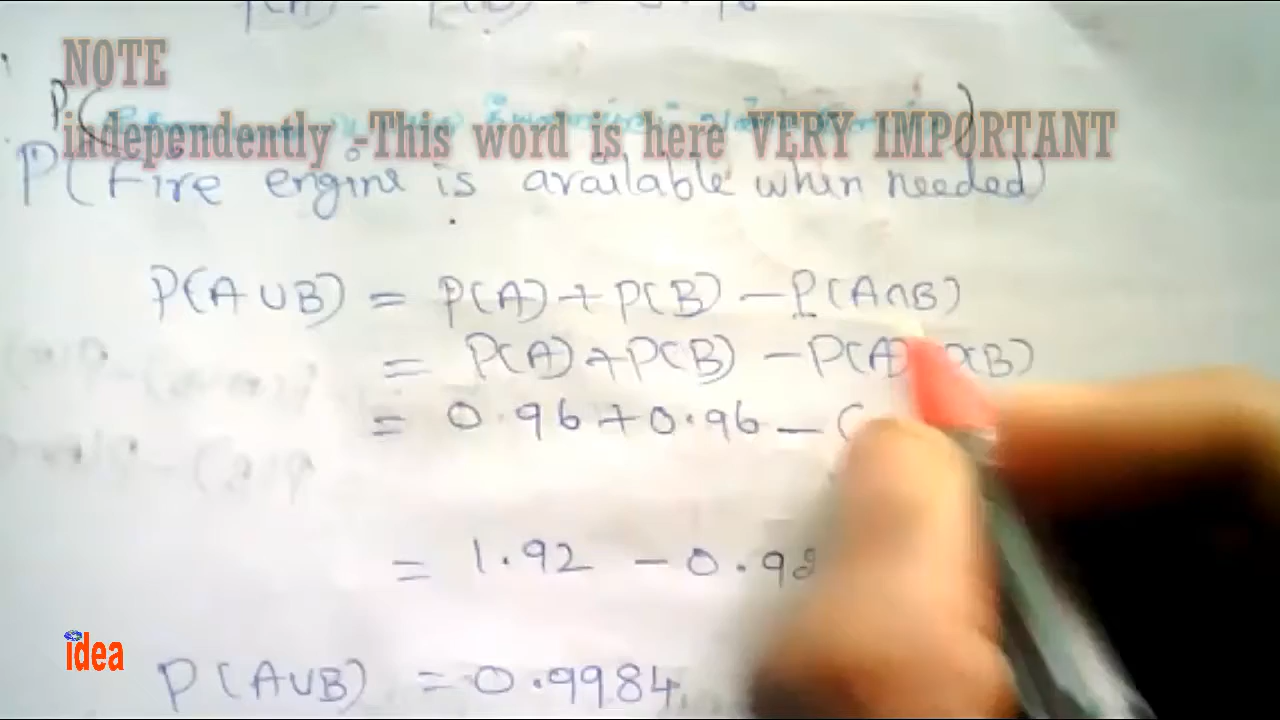 NOTE
independently -This word is here VERY IMPORTANT
P( Fire engine is available when needed)
P(A∪B) = P(A)+P(B) -P(A∩B)
= P(A)+P(B) -P(A) (B)
= 0.96+0.96 - (
= 1.92 - 0.92
P(A∪B) = 0.9984
idea